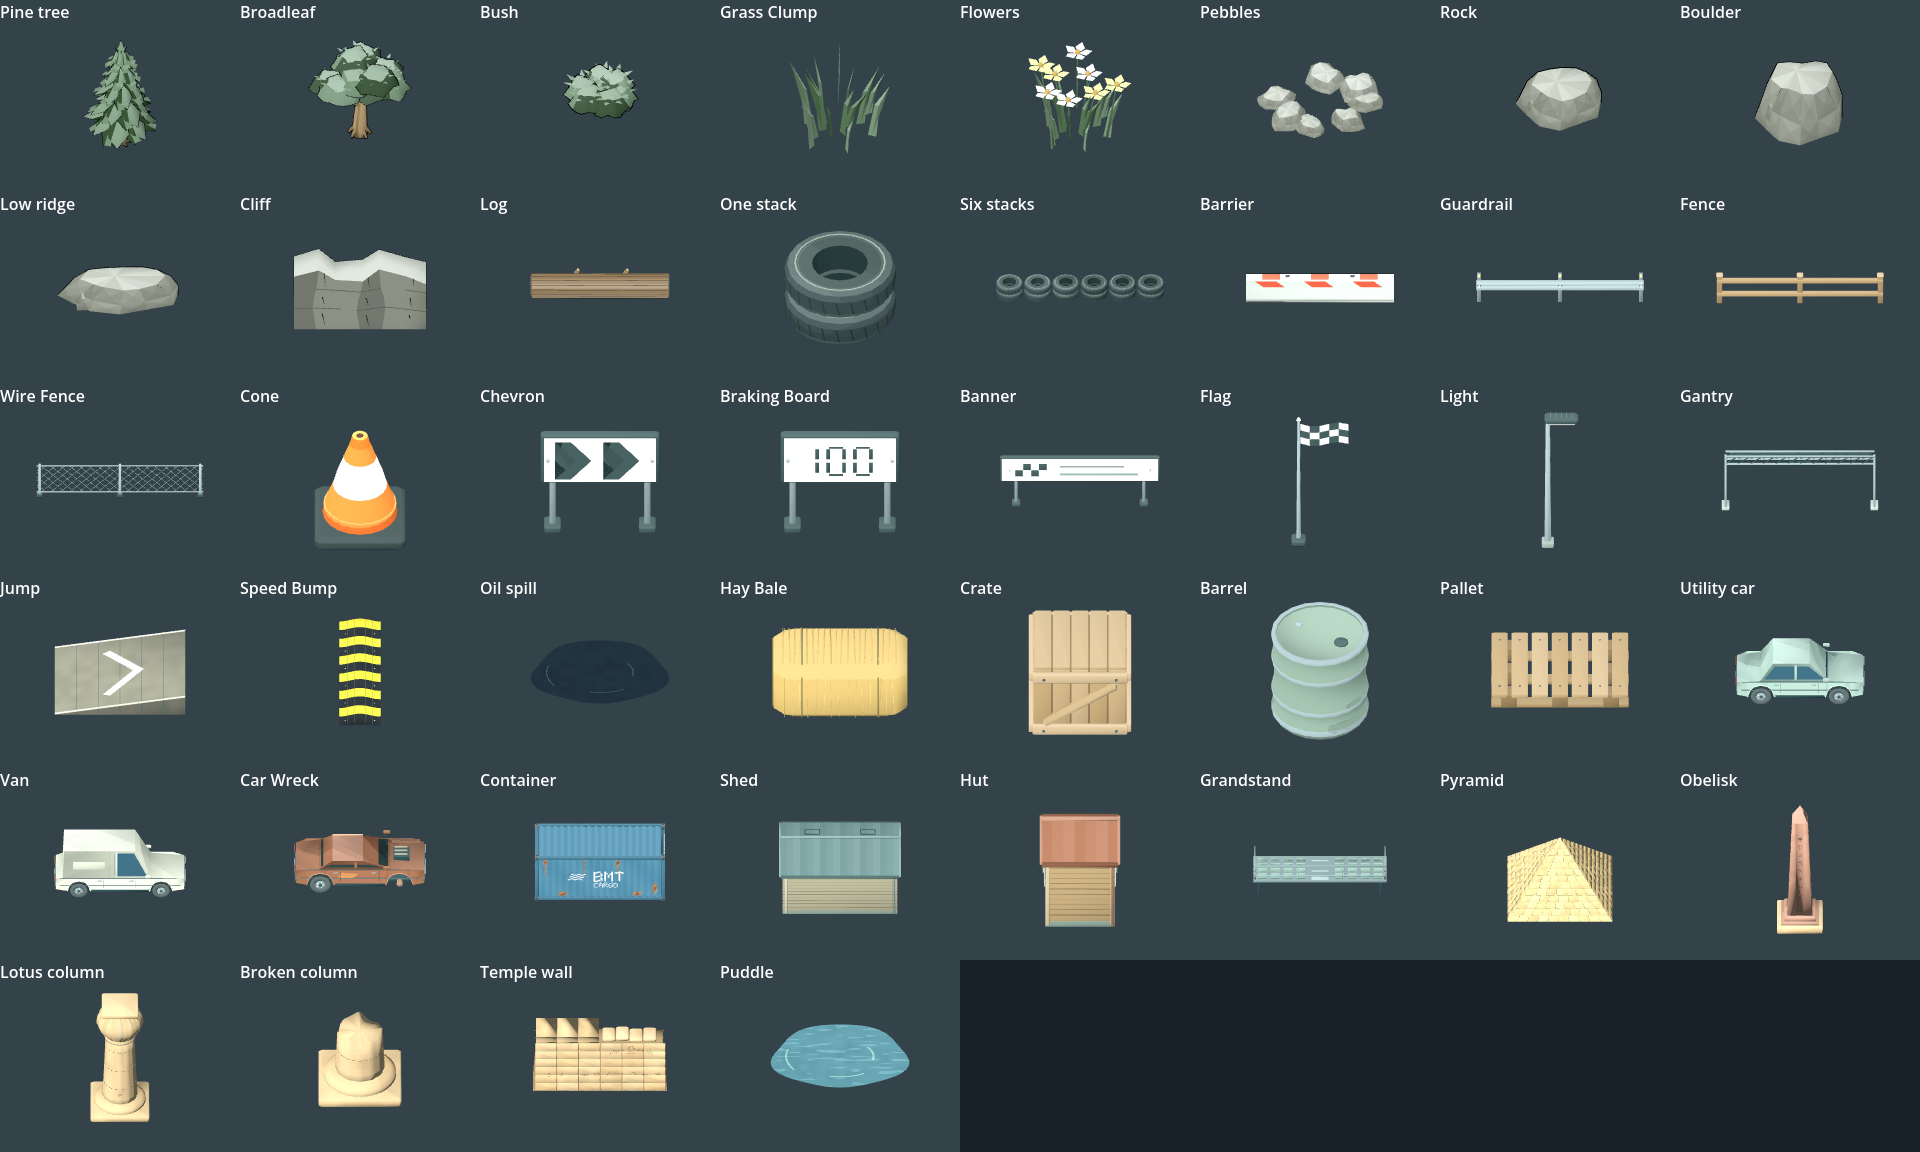 Pine tree
Broadleaf
Bush
Grass Clump
Flowers
Pebbles
Rock
Boulder
Low ridge
Cliff
Log
One stack
Six stacks
Barrier
Guardrail
Fence
Wire Fence
Cone
Chevron
Braking Board
100
Banner
Flag
Light
Gantry
Jump
Speed Bump
Oil spill
Hay Bale
Crate
Barrel
Pallet
Utility car
Van
Car Wreck
Container
BMT
CARGO
Shed
Hut
Grandstand
Pyramid
Obelisk
Lotus column
Broken column
Temple wall
Puddle